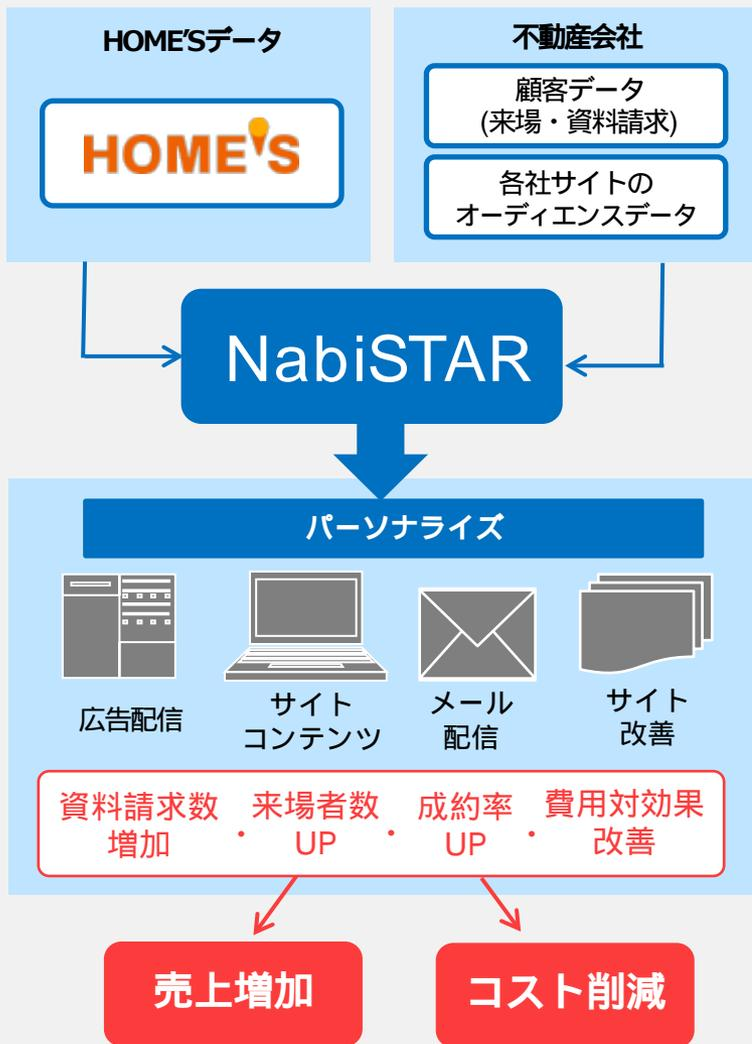 HOME'Sデータ
HOME'S
不動産会社
顧客データ
(来場・資料請求)
各社サイトの
オーディエンスデータ
NabiSTAR
パーソナライズ
広告配信
サイト
コンテンツ
メール
配信
サイト
改善
資料請求数
増加
・
来場者数
UP
・
成約率
UP
・
費用対効果
改善
売上増加
コスト削減